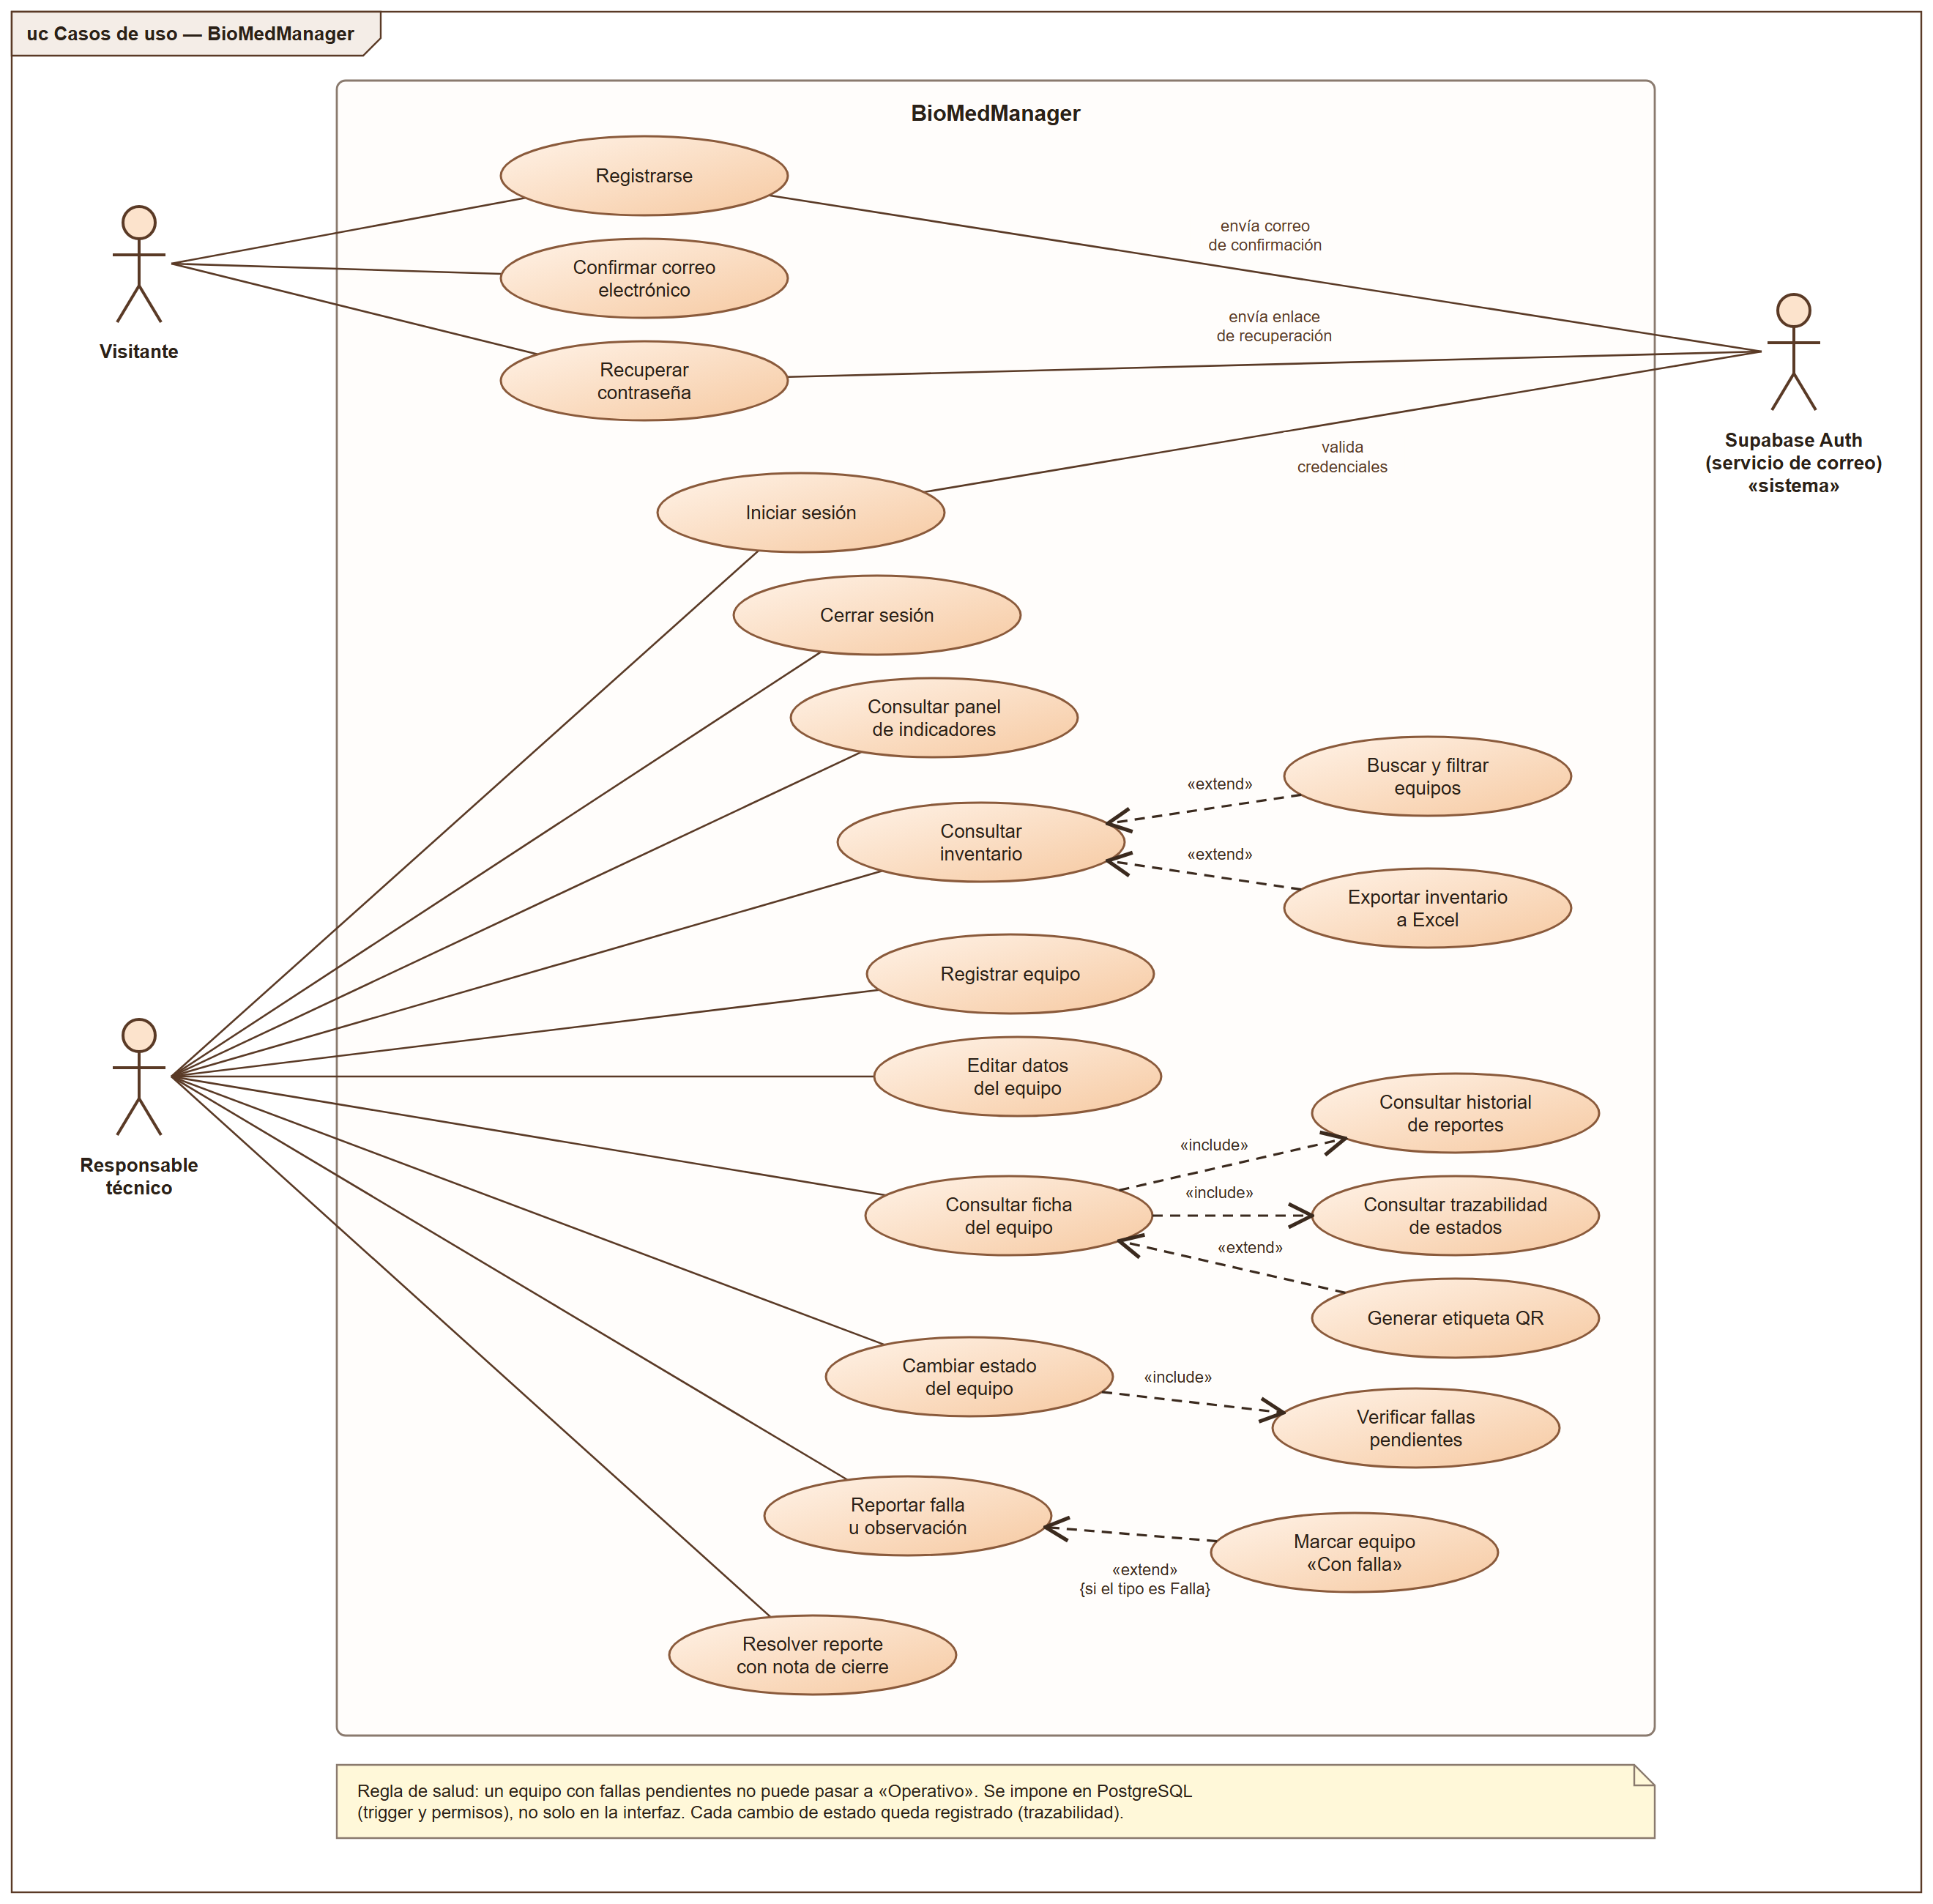 uc Casos de uso — BioMedManager
BioMedManager
Registrarse
envía correo
de confirmación
Confirmar correo
electrónico
Visitante
envía enlace
de recuperación
Recuperar
contraseña
Supabase Auth
(servicio de correo)
«sistema»
valida
credenciales
Iniciar sesión
Cerrar sesión
Consultar panel
de indicadores
Buscar y filtrar
equipos
«extend»
Consultar
inventario
«extend»
Exportar inventario
a Excel
Registrar equipo
Editar datos
del equipo
Responsable
técnico
Consultar historial
de reportes
«include»
«include»
Consultar ficha
del equipo
Consultar trazabilidad
de estados
«extend»
Generar etiqueta QR
Cambiar estado
del equipo
«include»
Verificar fallas
pendientes
Reportar falla
u observación
Marcar equipo
«Con falla»
«extend»
{si el tipo es Falla}
Resolver reporte
con nota de cierre
Regla de salud: un equipo con fallas pendientes no puede pasar a «Operativo». Se impone en PostgreSQL
(trigger y permisos), no solo en la interfaz. Cada cambio de estado queda registrado (trazabilidad).